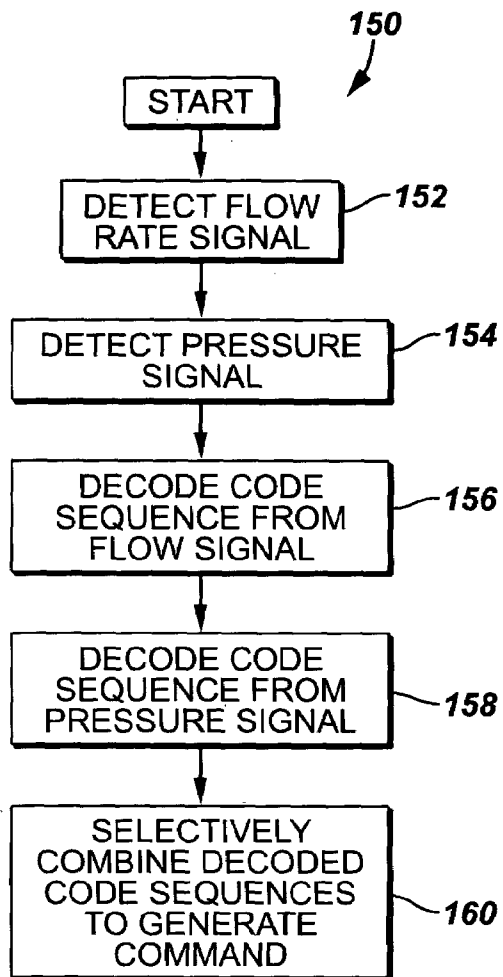 150
START
152
DETECT FLOW
RATE SIGNAL
154
DETECT PRESSURE
SIGNAL
156
DECODE CODE
SEQUENCE FROM
FLOW SIGNAL
158
DECODE CODE
SEQUENCE FROM
PRESSURE SIGNAL
160
SELECTIVELY
COMBINE DECODED
CODE SEQUENCES
TO GENERATE
COMMAND